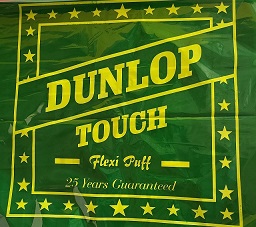 DUNLOP
TOUCH
Flexi Puff
25 Years Guaranteed